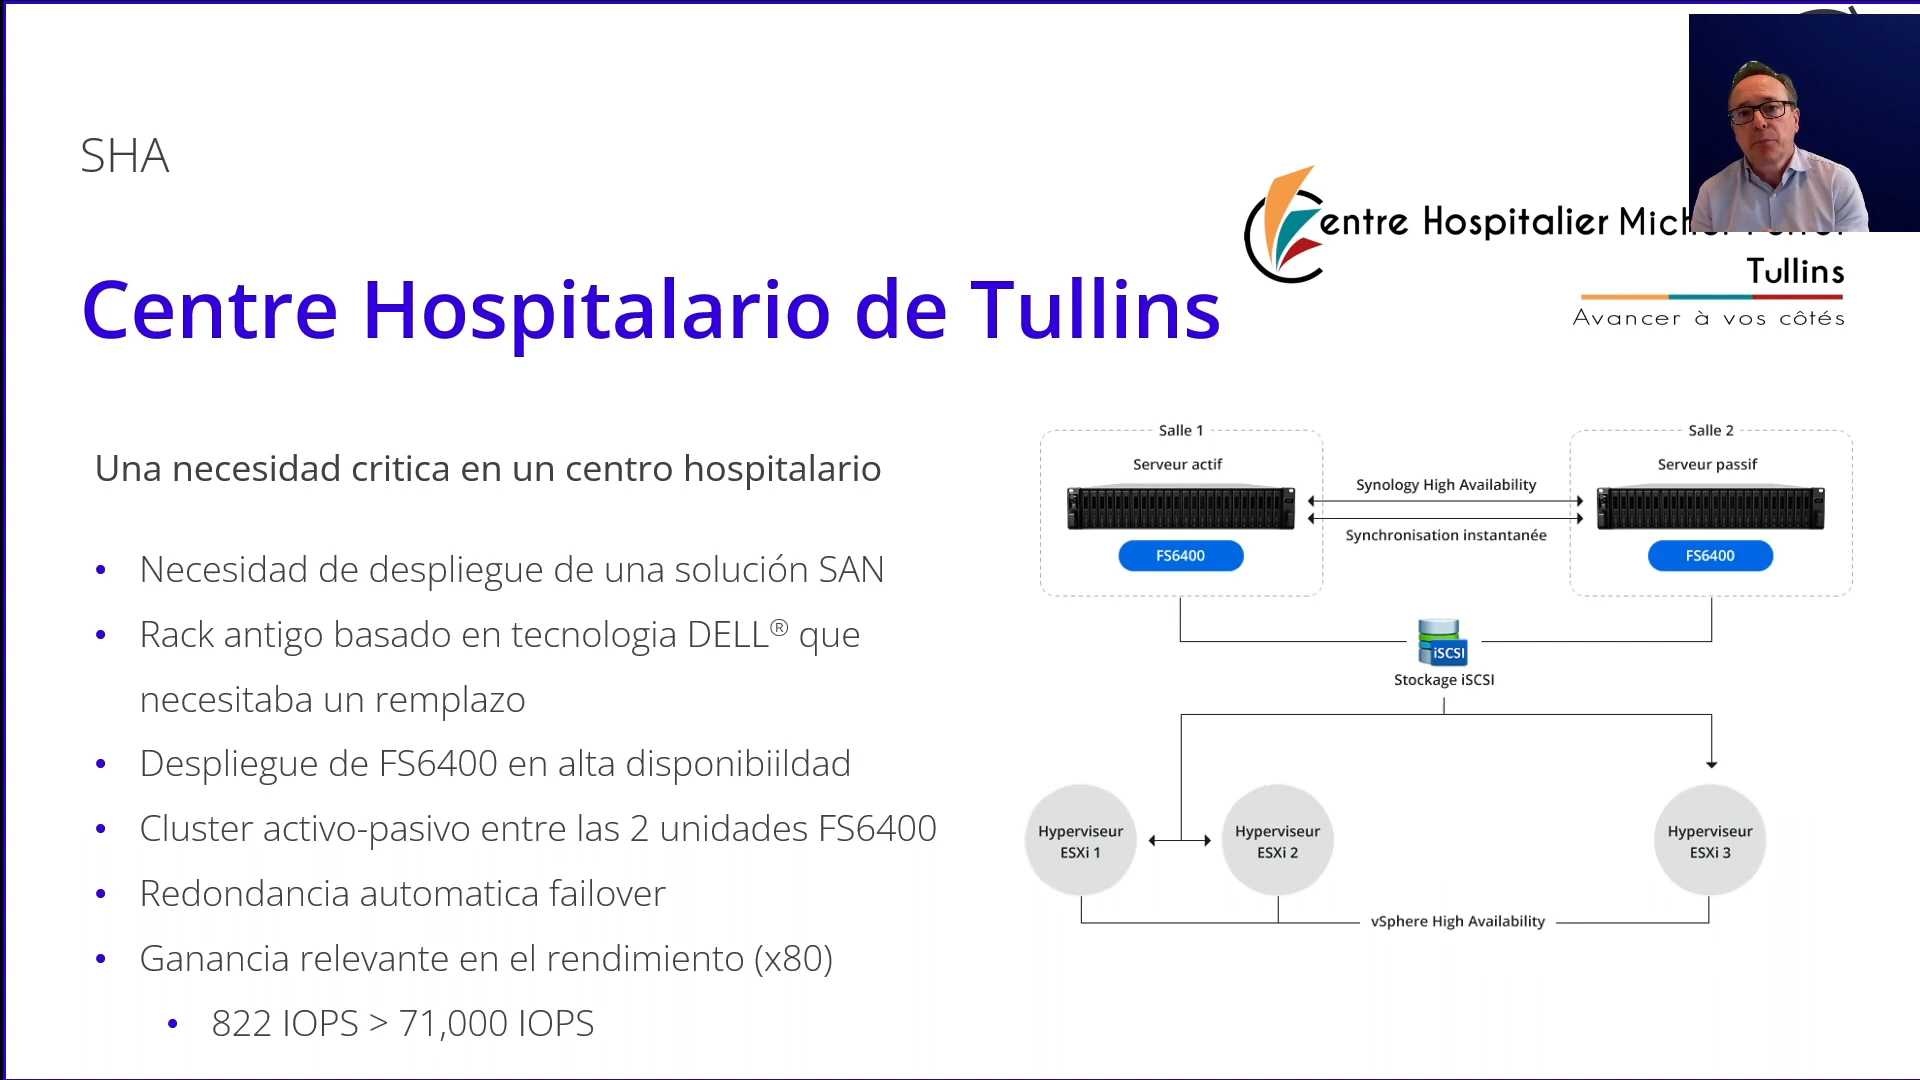 SHA
entre Hospitalier
Tullins
Avancer à vos côtés
Centre Hospitalario de Tullins
Una necesidad critica en un centro hospitalario
• Necesidad de despliegue de una solución SAN
• Rack antigo basado en tecnologia DELL® que
necesitaba un remplazo
• Despliegue de FS6400 en alta disponibiildad
• Cluster activo-pasivo entre las 2 unidades FS6400
• Redondancia automatica failover
• Ganancia relevante en el rendimiento (x80)
• 822 IOPS > 71,000 IOPS
Salle 1
Serveur actif
FS6400
Synology High Availability
Synchronisation instantanée
Salle 2
Serveur passif
FS6400
iSCSI
Stockage iSCSI
Hyperviseur
ESXi 1
Hyperviseur
ESXi 2
Hyperviseur
ESXi 3
vSphere High Availability